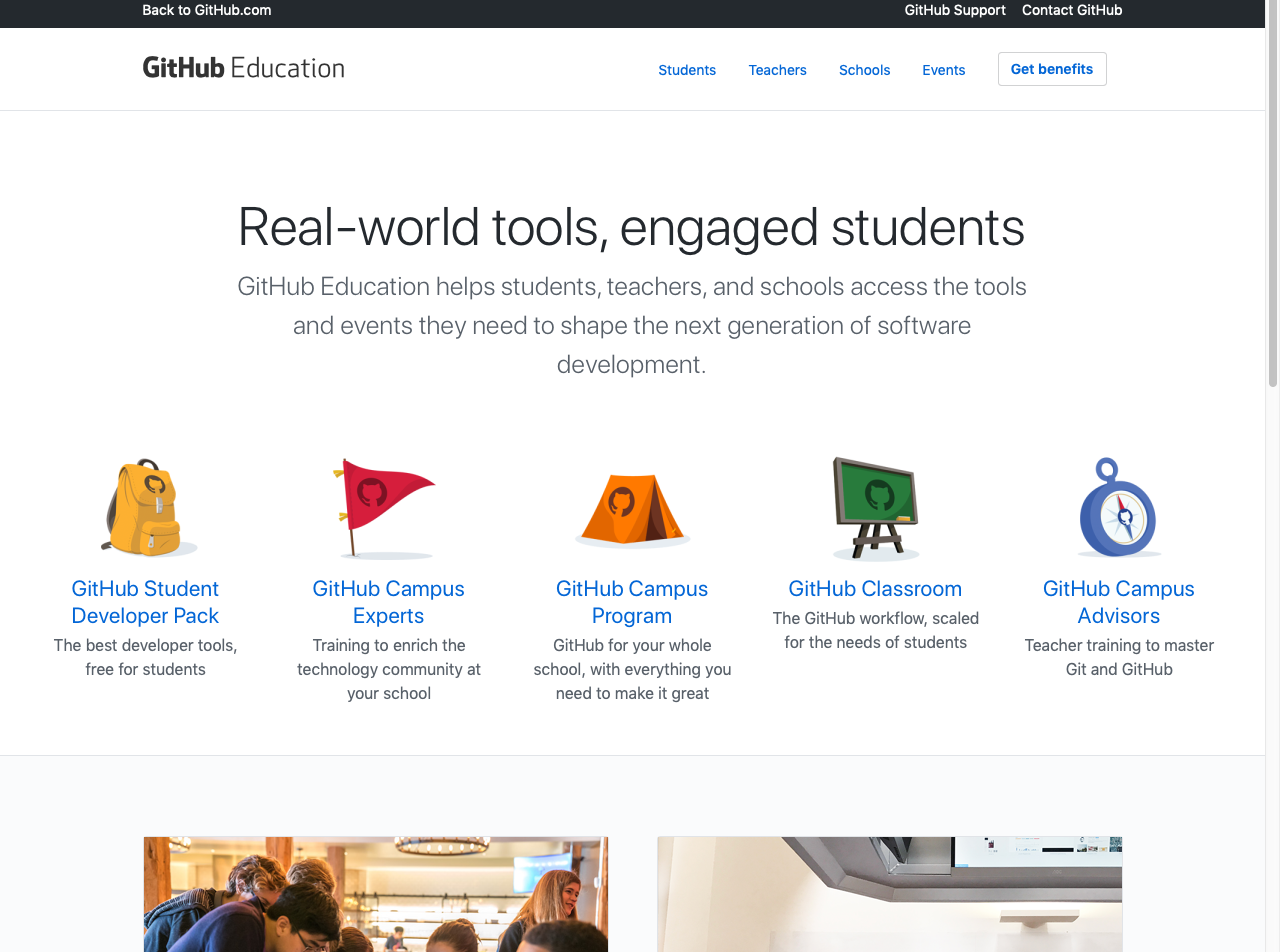 Back to GitHub.com
GitHub Support
Contact GitHub
GitHub Education
Students
Teachers
Schools
Events
Get benefits
Real-world tools, engaged students
GitHub Education helps students, teachers, and schools access the tools
and events they need to shape the next generation of software
development.
GitHub Student
Developer Pack
The best developer tools,
free for students
GitHub Campus
Experts
Training to enrich the
technology community at
your school
GitHub Campus
Program
GitHub for your whole
school, with everything you
need to make it great
GitHub Classroom
The GitHub workflow, scaled
for the needs of students
GitHub Campus
Advisors
Teacher training to master
Git and GitHub